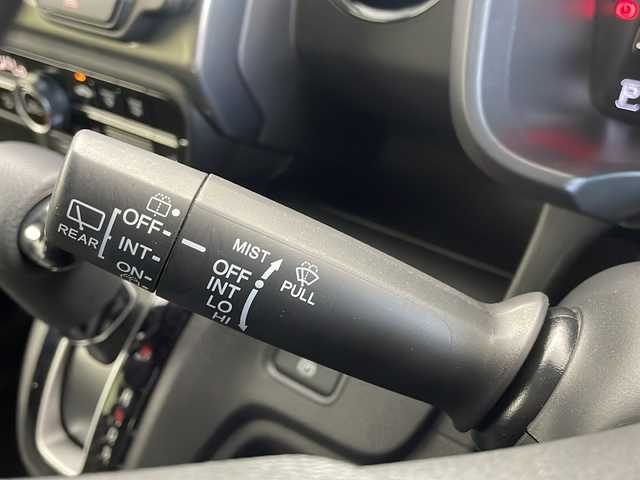 REAR
OFF
INT
ON
MIST
OFF
INT
LO
HI
PULL
P